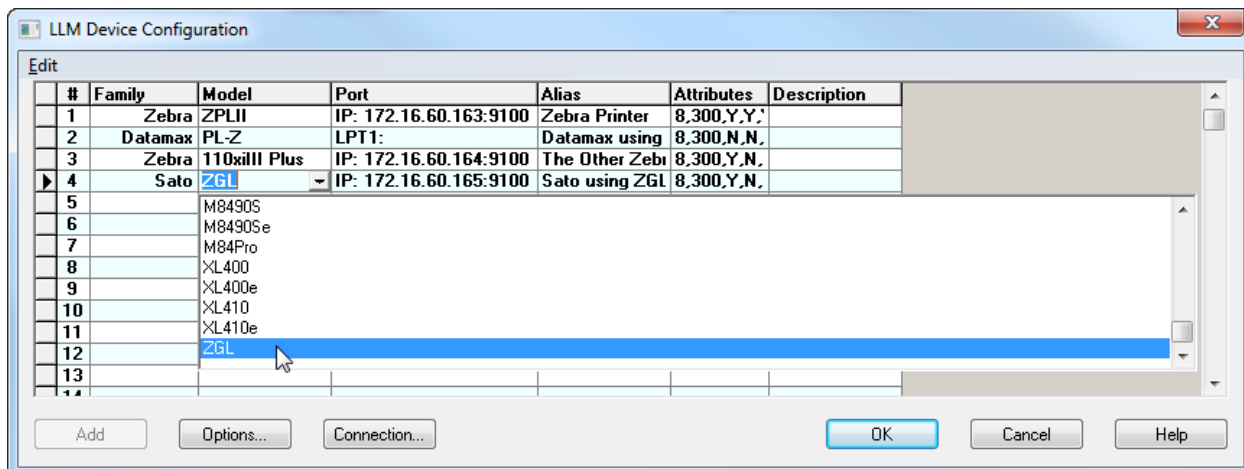 LLM Device Configuration
Edit
# Family Model Port Alias Attributes Description
1 Zebra ZPLII IP: 172.16.60.163:9100 Zebra Printer 8,300,Y,Y,
2 Datamax PL-Z LPT1: Datamax using 8,300,N,N,
3 Zebra 110xiIII Plus IP: 172.16.60.164:9100 The Other Zeb 8,300,Y,N,
4 Sato ZGL IP: 172.16.60.165:9100 Sato using ZGL 8,300,Y,N,
5 M8490S
6 M8490Se
7 M84Pro
8 XL400
9 XL400e
10 XL410
11 XL410e
12 ZGL
13
14
Add Options... Connection... OK Cancel Help